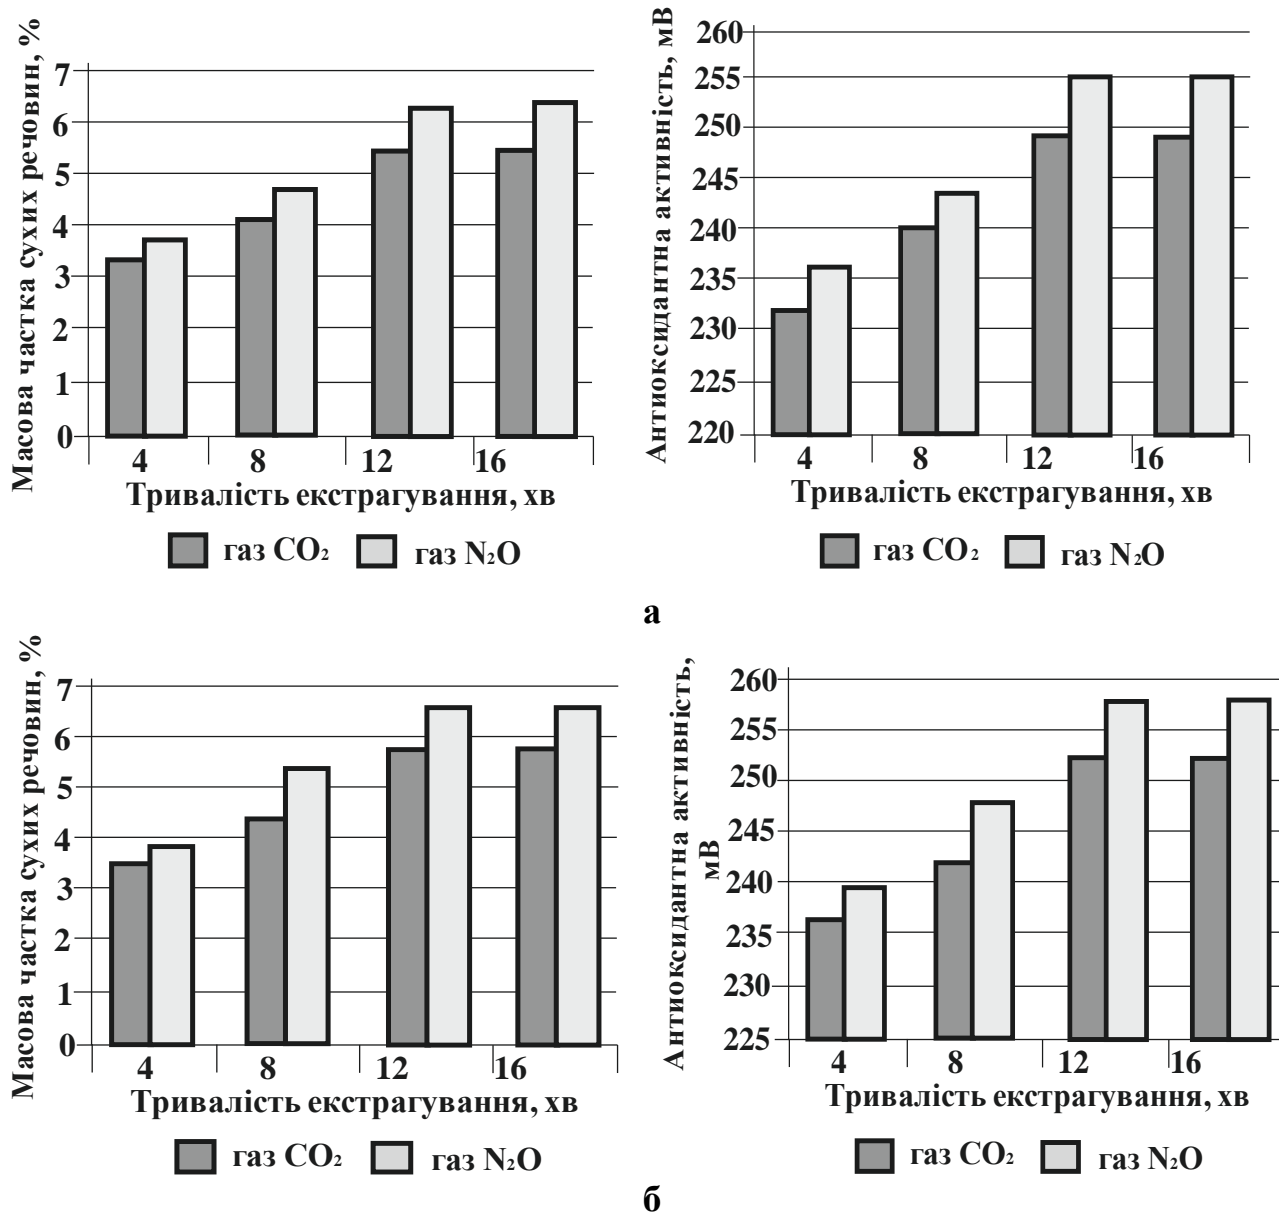 Масова частка сухих речовин, %
7
6
5
4
3
2
1
0
4 8 12 16
Тривалість екстрагування, хв
газ CO₂ газ N₂O
Антиоксидантна активність, мВ
260
255
250
245
240
235
230
225
220
4 8 12 16
Тривалість екстрагування, хв
газ CO₂ газ N₂O
а
Масова частка сухих речовин, %
7
6
5
4
3
2
1
0
4 8 12 16
Тривалість екстрагування, хв
газ CO₂ газ N₂O
Антиоксидантна активність,
мВ
260
255
250
245
240
235
230
225
4 8 12 16
Тривалість екстрагування, хв
газ CO₂ газ N₂O
б